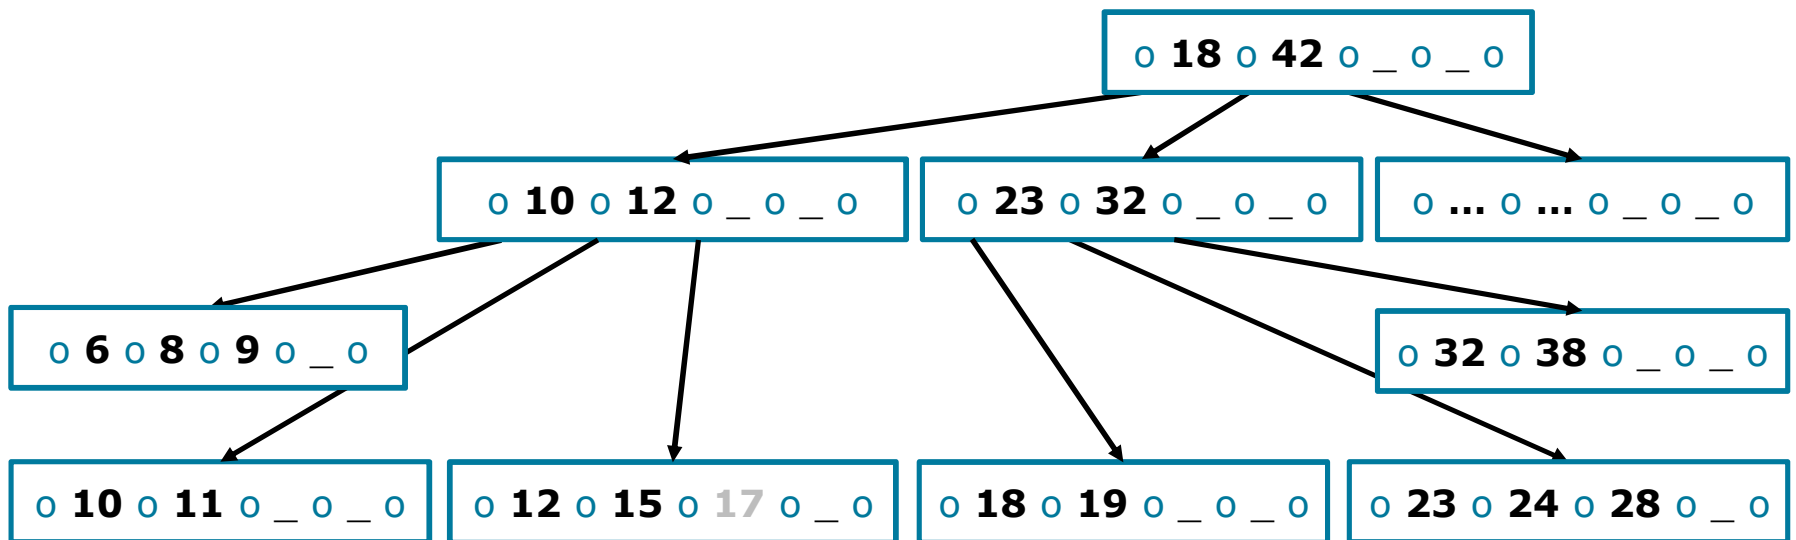 o 18 o 42 o _ o _ o
o 10 o 12 o _ o _ o
o 23 o 32 o _ o _ o
o ... o ... o _ o _ o
o 6 o 8 o 9 o _ o
o 32 o 38 o _ o _ o
o 10 o 11 o _ o _ o
o 12 o 15 o 17 o _ o
o 18 o 19 o _ o _ o
o 23 o 24 o 28 o _ o